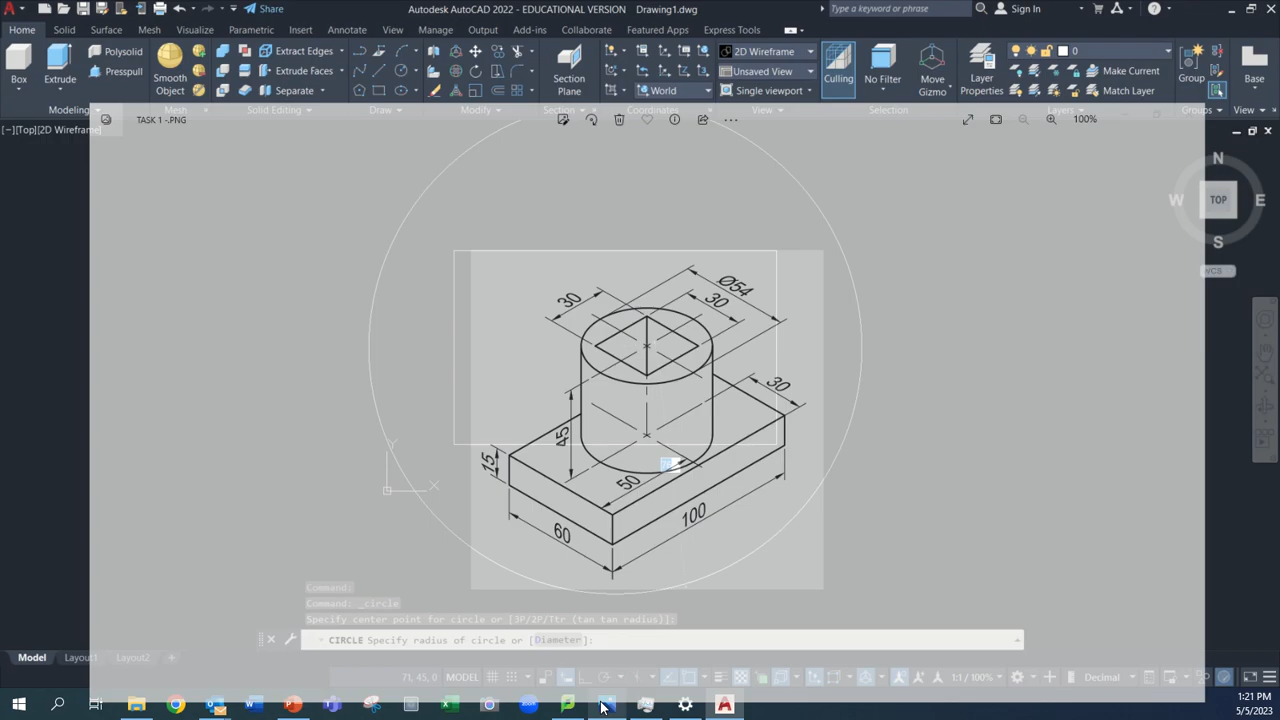 Share
Autodesk AutoCAD 2022 - EDUCATIONAL VERSION Drawing1.dwg
Type a keyword or phrase
Sign In
Home Solid Surface Mesh Visualize Parametric Insert Annotate View Manage Output Add-ins Collaborate Featured Apps Express Tools
Box
Extrude
Polysolid
Presspull
Smooth Object
Extract Edges
Extrude Faces
Separate
Section Plane
World
2D Wireframe
Unsaved View
Single viewport
Culling
No Filter
Move Gizmo
Layer Properties
0
Make Current
Match Layer
Group
Base
Modeling Mesh Solid Editing Draw Modify Section Coordinates View Selection Layers Groups View
[−][Top][2D Wireframe
TASK 1 -.PNG
100%
N
W TOP E
S
WCS
Ø54
30
30
30
45
15
50
60
100
Y
X
Command:
Command: _circle
Specify center point for circle or [3P/2P/Ttr (tan tan radius)]:
CIRCLE Specify radius of circle or [Diameter]:
Model Layout1 Layout2 +
71, 45, 0 MODEL
1:1 / 100%
Decimal
1:21 PM
5/5/2023